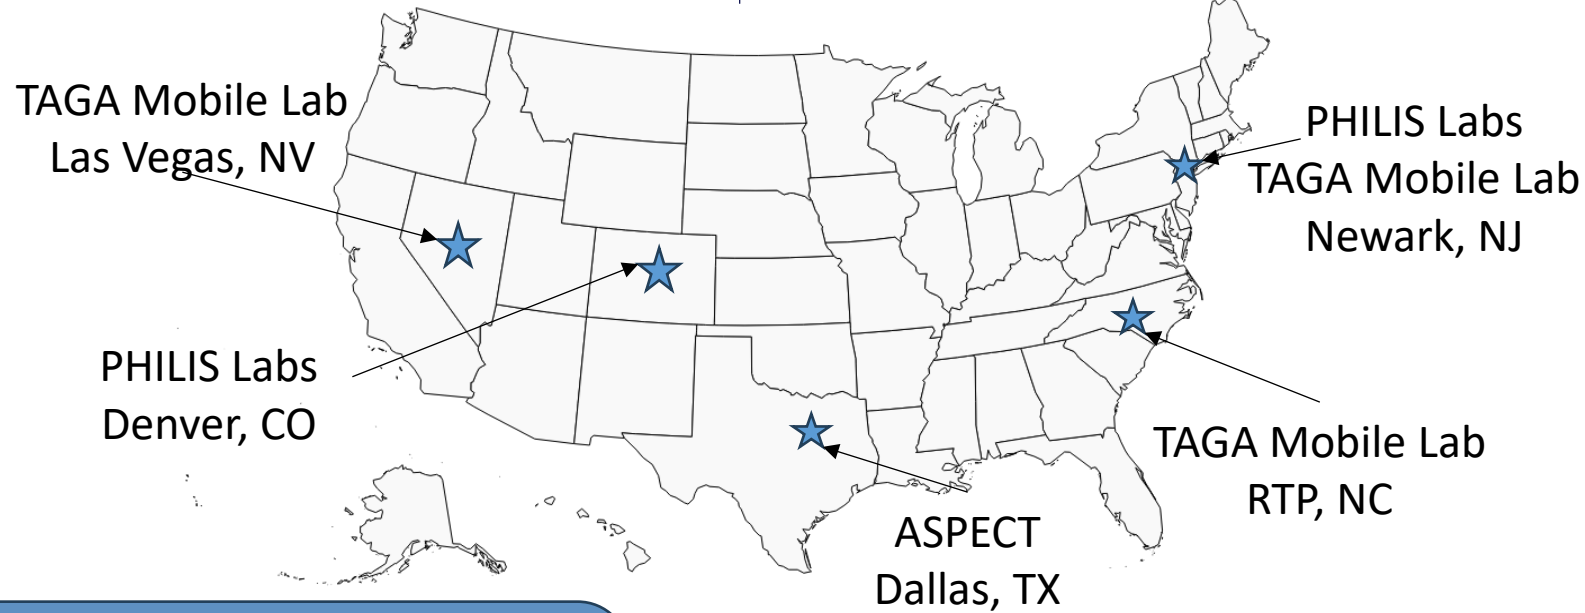 TAGA Mobile Lab
Las Vegas, NV
PHILIS Labs
TAGA Mobile Lab
Newark, NJ
PHILIS Labs
Denver, CO
TAGA Mobile Lab
RTP, NC
ASPECT
Dallas, TX